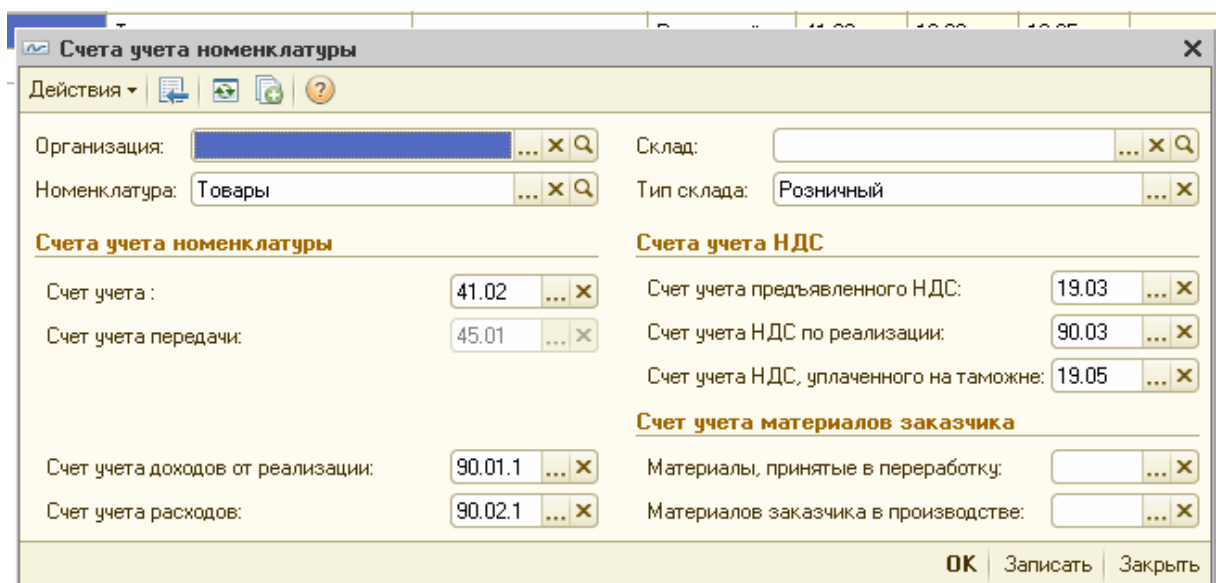 Счета учета номенклатуры
Действия
Организация:
Склад:
Номенклатура: Товары
Тип склада: Розничный
Счета учета номенклатуры
Счета учета НДС
Счет учета : 41.02
Счет учета предъявленного НДС: 19.03
Счет учета передачи: 45.01
Счет учета НДС по реализации: 90.03
Счет учета НДС, уплаченного на таможне: 19.05
Счет учета материалов заказчика
Счет учета доходов от реализации: 90.01.1
Материалы, принятые в переработку:
Счет учета расходов: 90.02.1
Материалов заказчика в производстве:
OK Записать Закрыть